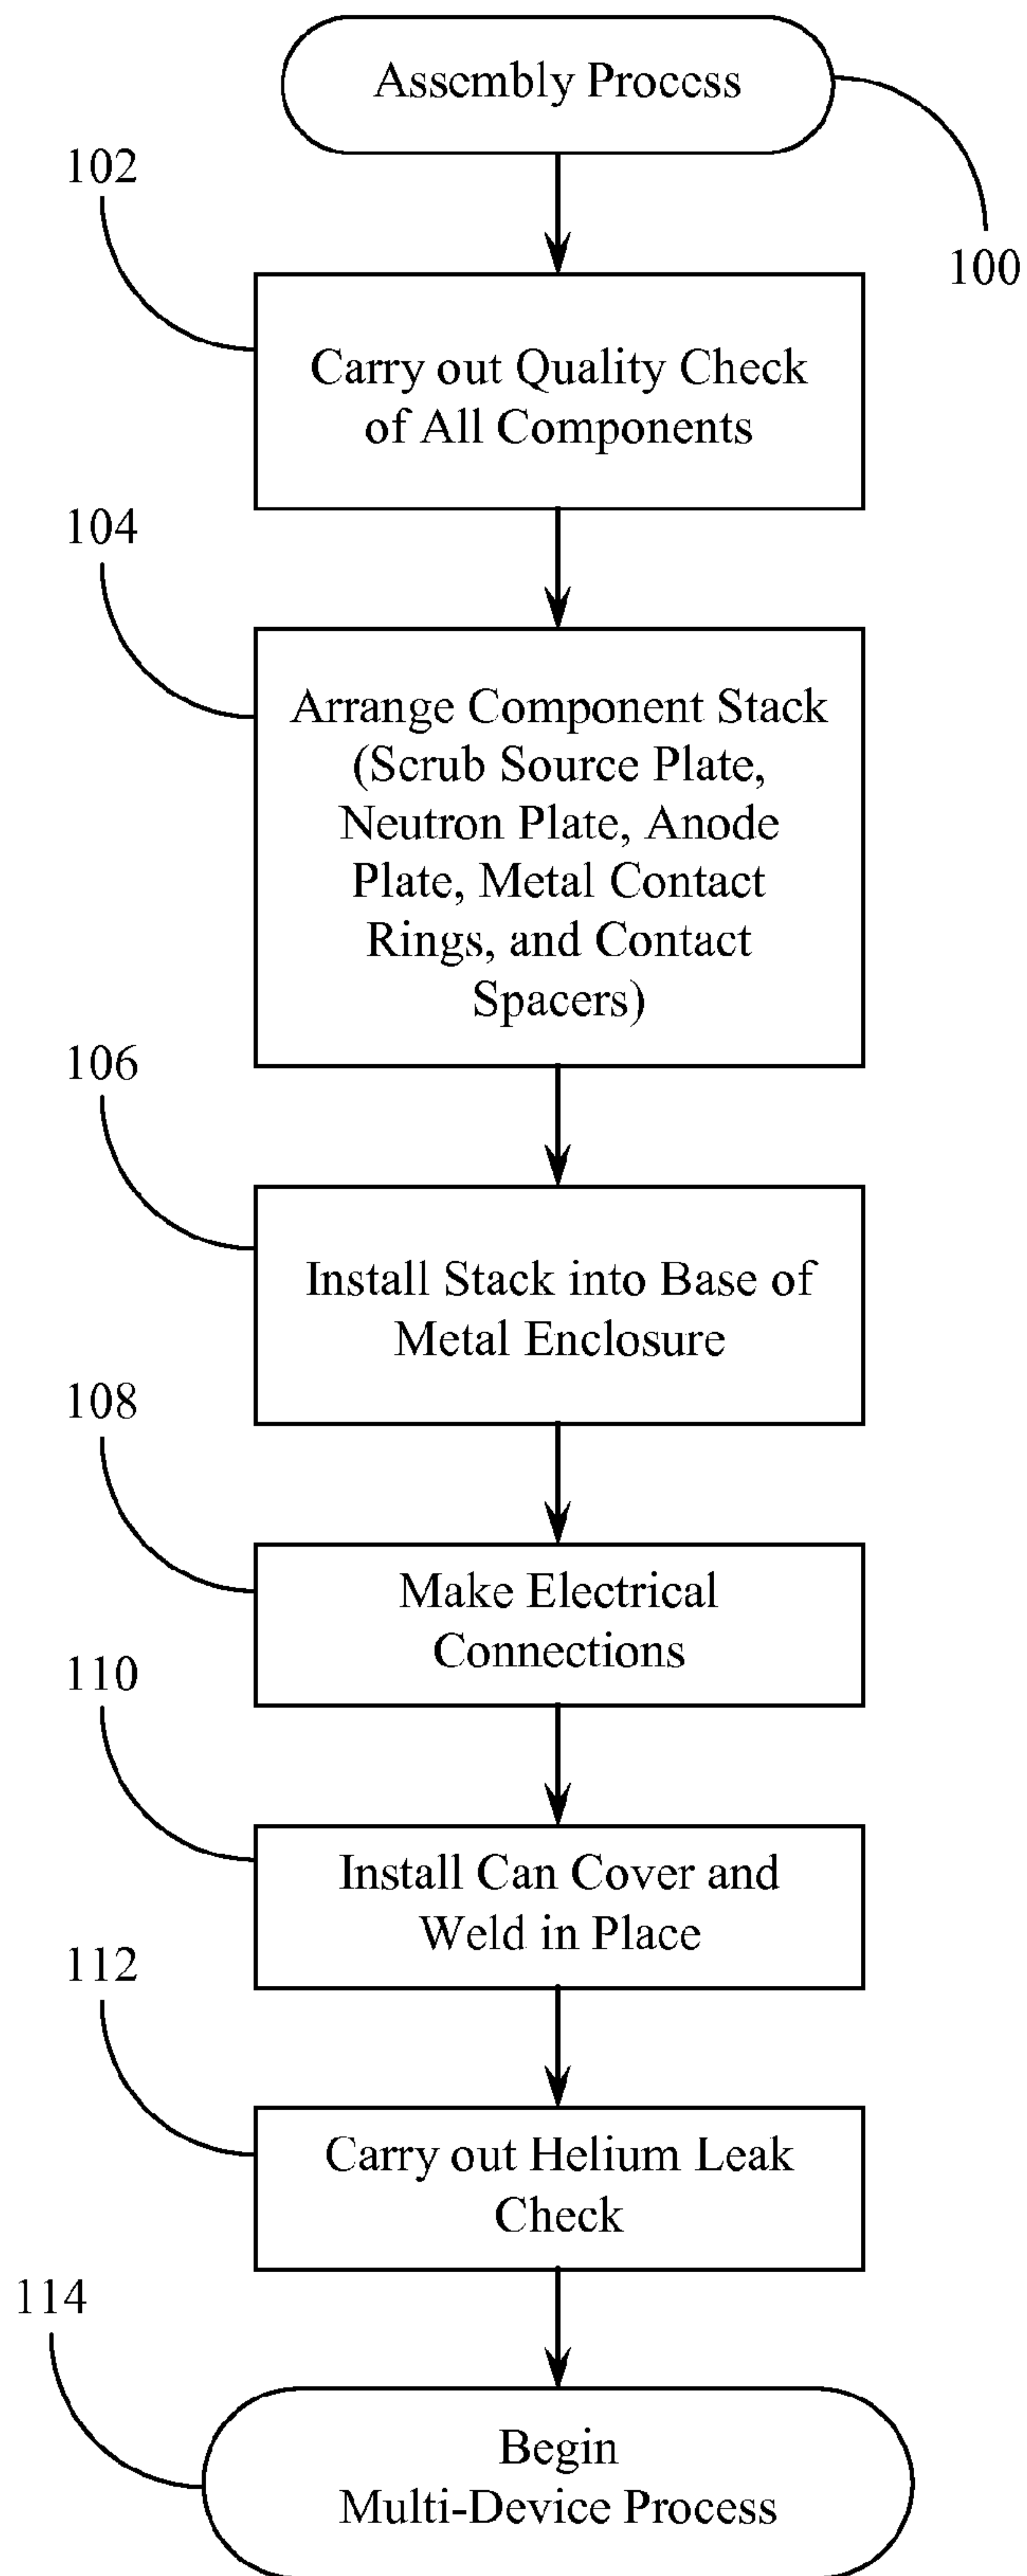 Assembly Process
100
102
Carry out Quality Check
of All Components
104
Arrange Component Stack
(Scrub Source Plate,
Neutron Plate, Anode
Plate, Metal Contact
Rings, and Contact
Spacers)
106
Install Stack into Base of
Metal Enclosure
108
Make Electrical
Connections
110
Install Can Cover and
Weld in Place
112
Carry out Helium Leak
Check
114
Begin
Multi-Device Process